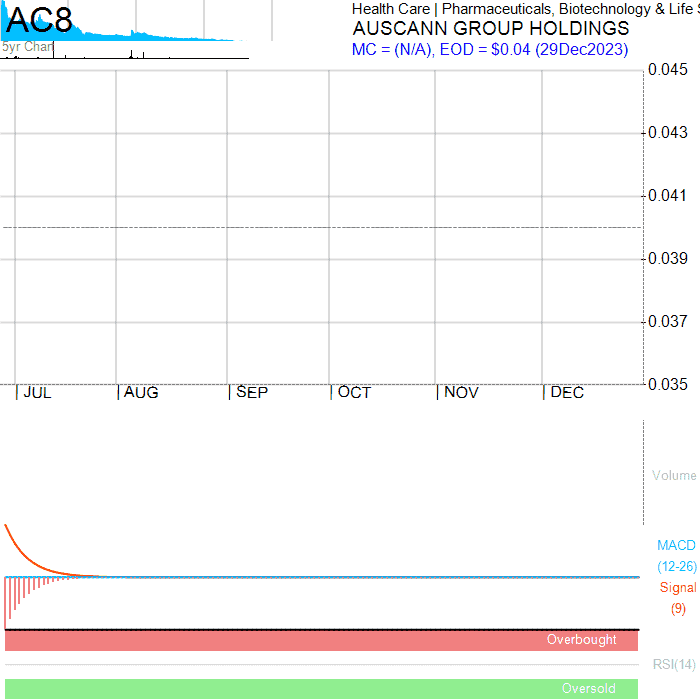 AC8
Health Care | Pharmaceuticals, Biotechnology & Life S
AUSCANN GROUP HOLDINGS
5yr Chart
MC = (N/A), EOD = $0.04 (29Dec2023)
0.045
0.043
0.041
0.039
0.037
0.035
JUL AUG SEP OCT NOV DEC
Volume
MACD
(12-26)
Signal
(9)
Overbought
RSI(14)
Oversold